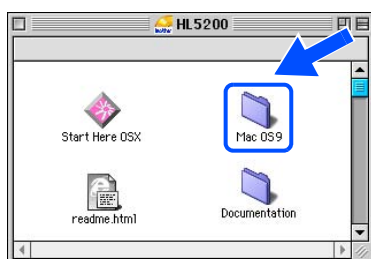 HL5200
Start Here OSX
Mac OS9
readme.html
Documentation